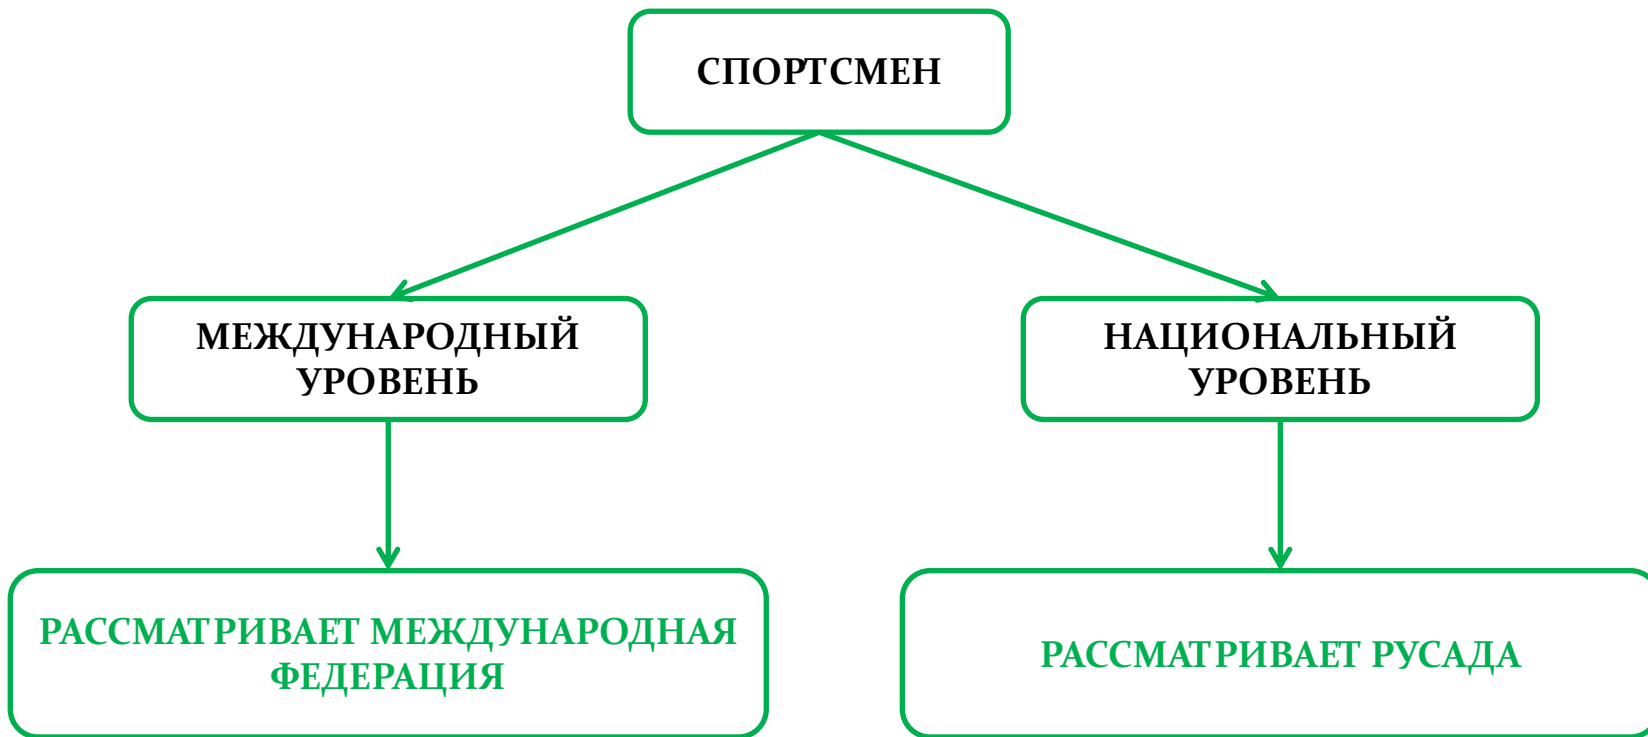 СПОРТСМЕН
МЕЖДУНАРОДНЫЙ
УРОВЕНЬ
НАЦИОНАЛЬНЫЙ
УРОВЕНЬ
РАССМАТРИВАЕТ МЕЖДУНАРОДНАЯ
ФЕДЕРАЦИЯ
РАССМАТРИВАЕТ РУСАДА